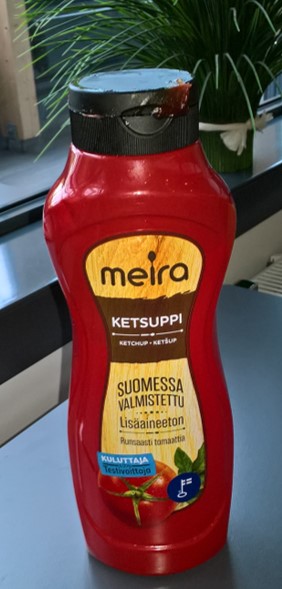 meira
KETSUPPI
KETCHUP • KETŠUP
SUOMESSA
VALMISTETTU
Lisäaineeton
Runsaasti tomaattia
KULUTTAJA
testivoittaja